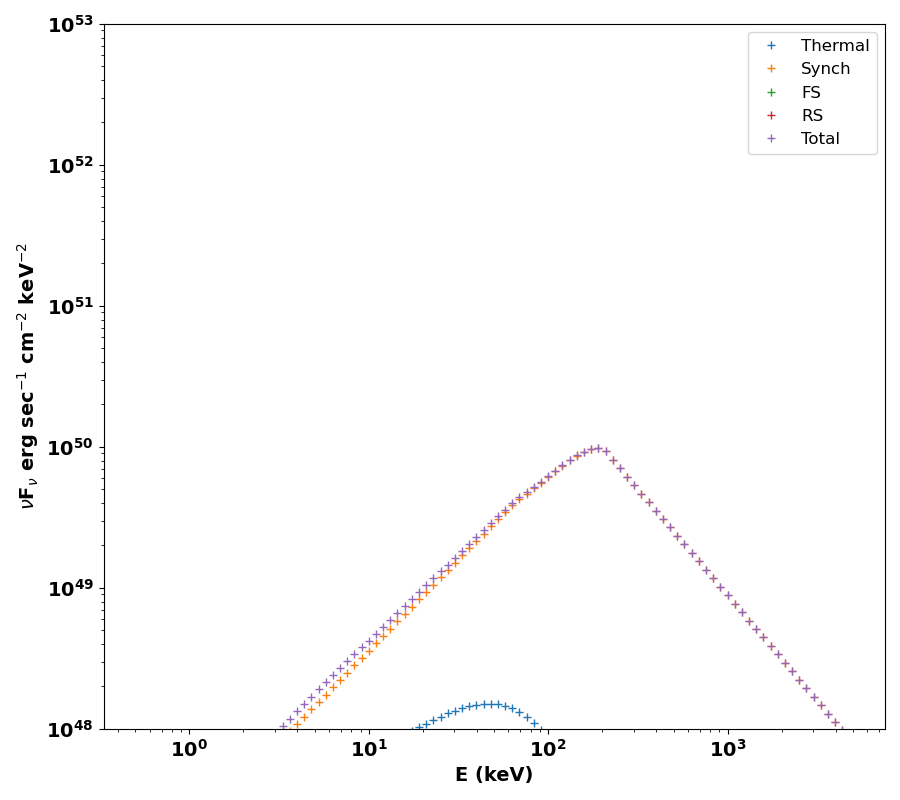 10^53
10^52
10^51
10^50
10^49
10^48
νF_ν erg sec^−1 cm^−2 keV^−2
Thermal
Synch
FS
RS
Total
10^0 10^1 10^2 10^3
E (keV)